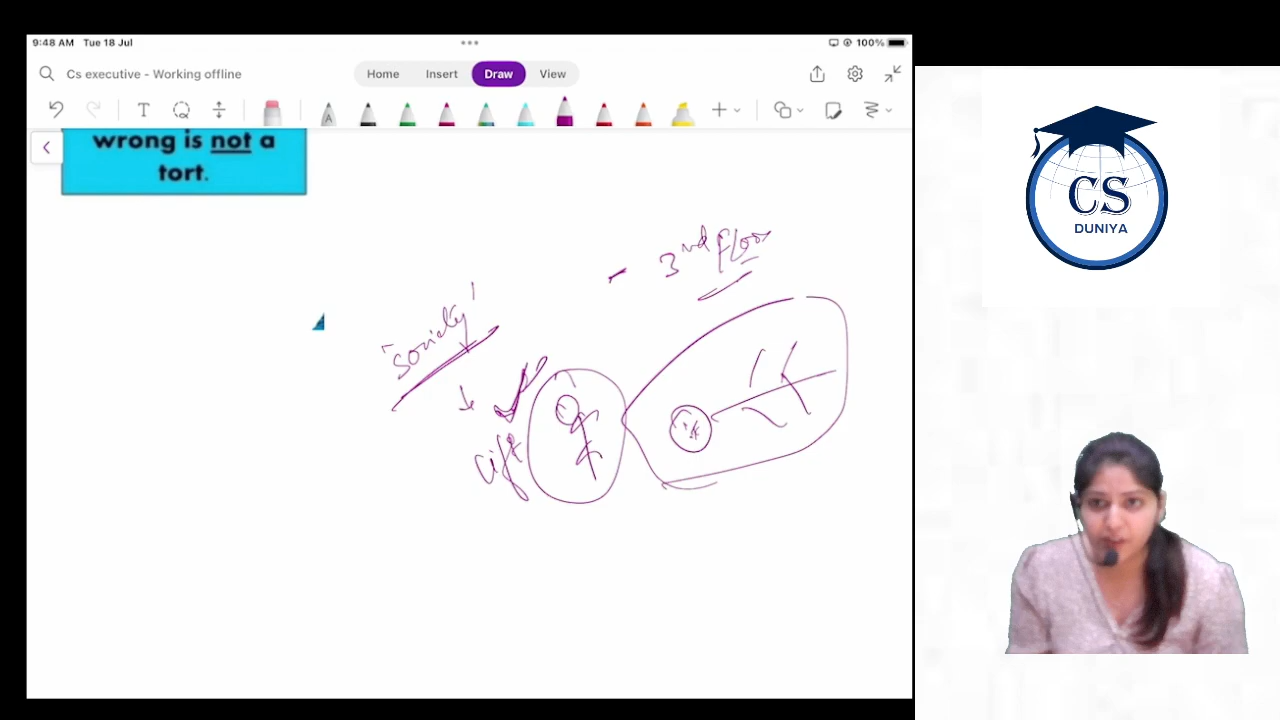 9:48 AM Tue 18 Jul
100%
Cs executive - Working offline
Home Insert Draw View
wrong is not a
tort.
3rd floor
"Society"
Lift
CS
DUNIYA